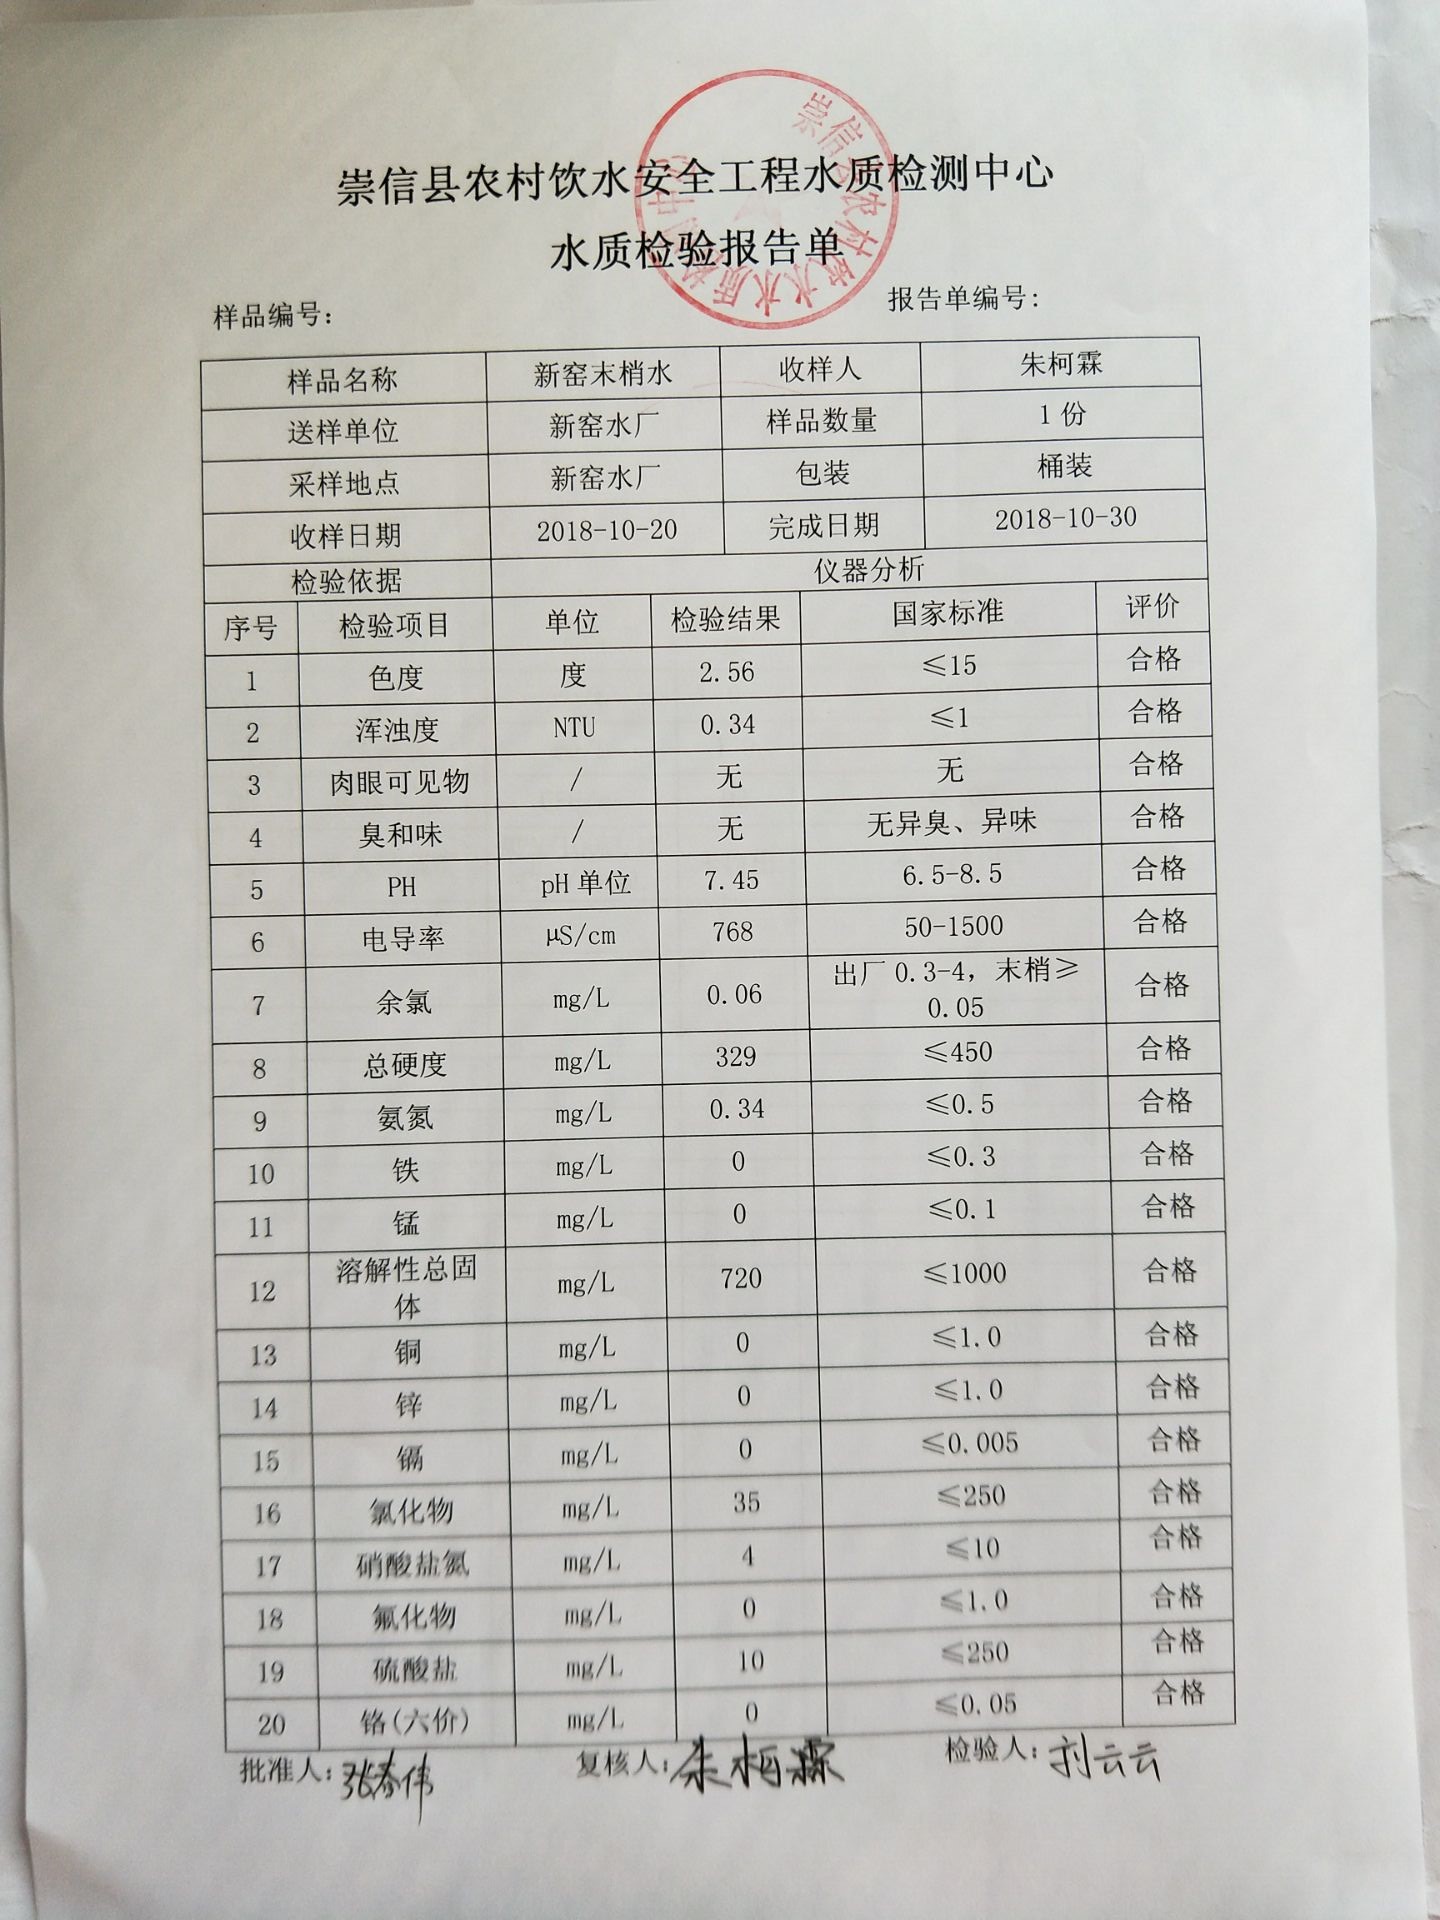 崇信县农村饮水安全工程水质检测中心
水质检验报告单
样品编号： 报告单编号：
样品名称 新窑末梢水 收样人 朱柯霖
送样单位 新窑水厂 样品数量 1份
采样地点 新窑水厂 包装 桶装
收样日期 2018-10-20 完成日期 2018-10-30
检验依据 仪器分析
序号 检验项目 单位 检验结果 国家标准 评价
1 色度 度 2.56 ≤15 合格
2 浑浊度 NTU 0.34 ≤1 合格
3 肉眼可见物 / 无 无 合格
4 臭和味 / 无 无异臭、异味 合格
5 PH pH单位 7.45 6.5-8.5 合格
6 电导率 μS/cm 768 50-1500 合格
7 余氯 mg/L 0.06 出厂0.3-4，末梢≥0.05 合格
8 总硬度 mg/L 329 ≤450 合格
9 氨氮 mg/L 0.34 ≤0.5 合格
10 铁 mg/L 0 ≤0.3 合格
11 锰 mg/L 0 ≤0.1 合格
12 溶解性总固体 mg/L 720 ≤1000 合格
13 铜 mg/L 0 ≤1.0 合格
14 锌 mg/L 0 ≤1.0 合格
15 镉 mg/L 0 ≤0.005 合格
16 氯化物 mg/L 35 ≤250 合格
17 硝酸盐氮 mg/L 4 ≤10 合格
18 氟化物 mg/L 0 ≤1.0 合格
19 硫酸盐 mg/L 10 ≤250 合格
20 铬(六价) mg/L 0 ≤0.05 合格
批准人： 复核人：朱柯霖 检验人：刘云云